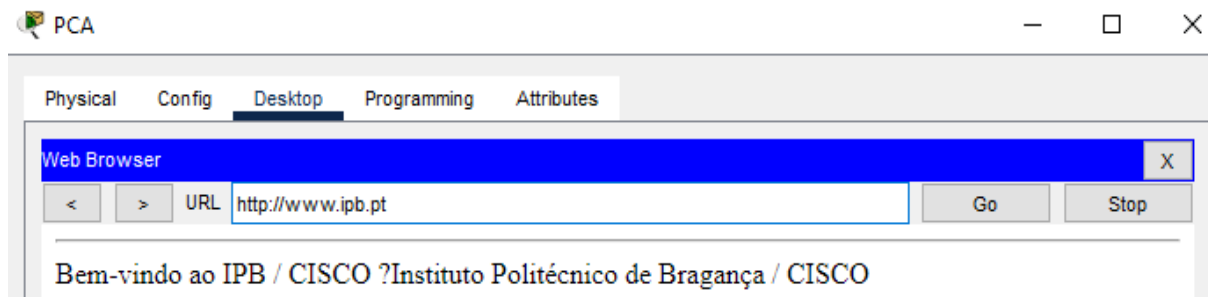 PCA
Physical Config Desktop Programming Attributes
Web Browser X
< > URL http://www.ipb.pt Go Stop
Bem-vindo ao IPB / CISCO ?Instituto Politécnico de Bragança / CISCO